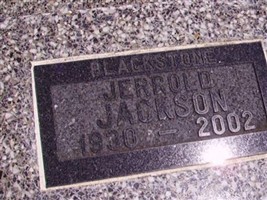 BLACKSTONE
JERROLD
JACKSON
1930 - 2002